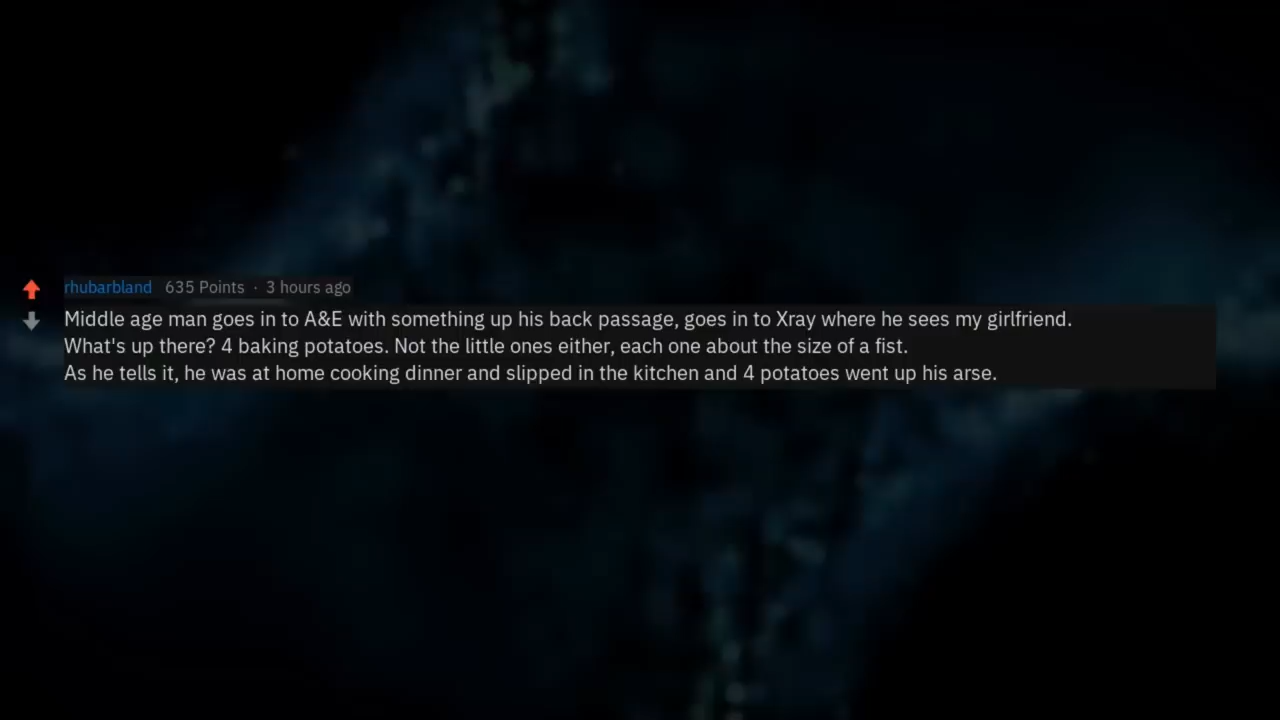 rhubarbland 635 Points · 3 hours ago
Middle age man goes in to A&E with something up his back passage, goes in to Xray where he sees my girlfriend.
What's up there? 4 baking potatoes. Not the little ones either, each one about the size of a fist.
As he tells it, he was at home cooking dinner and slipped in the kitchen and 4 potatoes went up his arse.